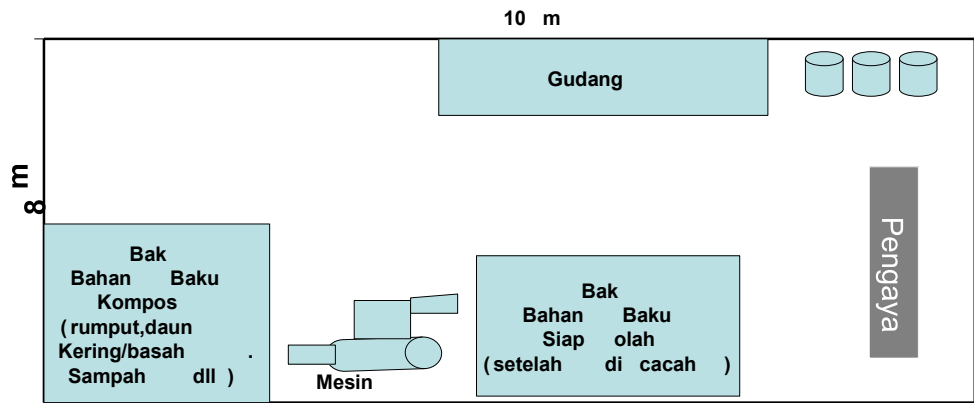 10 m
Gudang
8 m
Pengaya
Bak
Bahan Baku
Kompos
( rumput,daun
Kering/basah .
Sampah dll )
Mesin
Bak
Bahan Baku
Siap olah
(setelah di cacah )